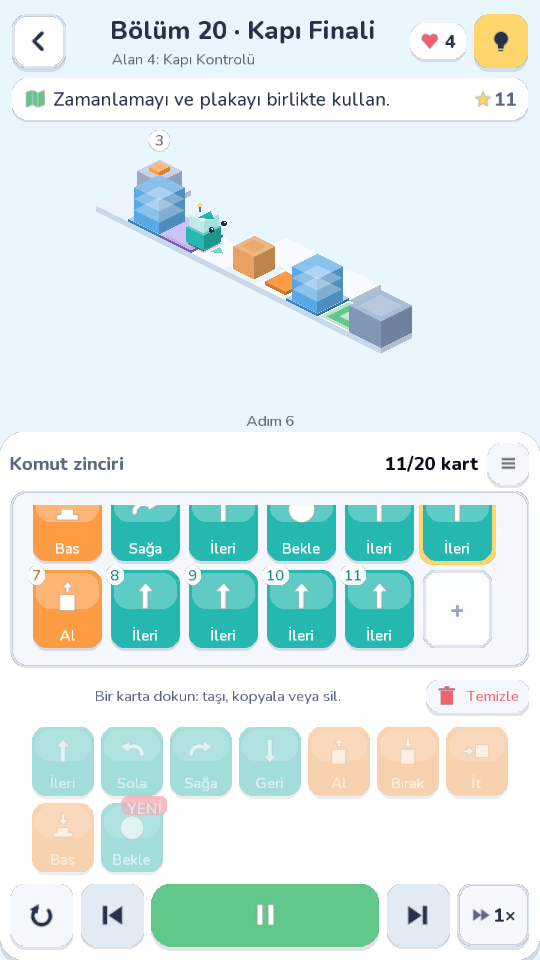 Bölüm 20 · Kapı Finali
Alan 4: Kapı Kontrolü
4
Zamanlamayı ve plakayı birlikte kullan.
11
3
Adım 6
Komut zinciri
11/20 kart
Bas
Sağa
İleri
Bekle
İleri
İleri
7
Al
8
İleri
9
İleri
10
İleri
11
İleri
+
Bir karta dokun: taşı, kopyala veya sil.
Temizle
İleri
Sola
Sağa
Geri
Al
Bırak
İt
Bas
YENİ
Bekle
1×